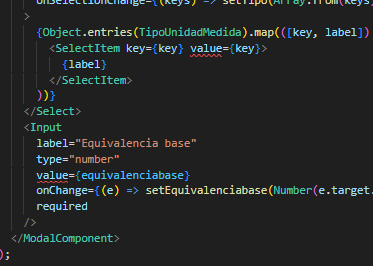 onSelectionChange={(keys) => setTipo(Array.from(keys
>
{Object.entries(TipoUnidadMedida).map(([key, label])
<SelectItem key={key} value={key}>
{label}
</SelectItem>
))}
</Select>
<Input
label="Equivalencia base"
type="number"
value={equivalenciabase}
onChange={(e) => setEquivalenciabase(Number(e.target.
required
/>
</ModalComponent>
);